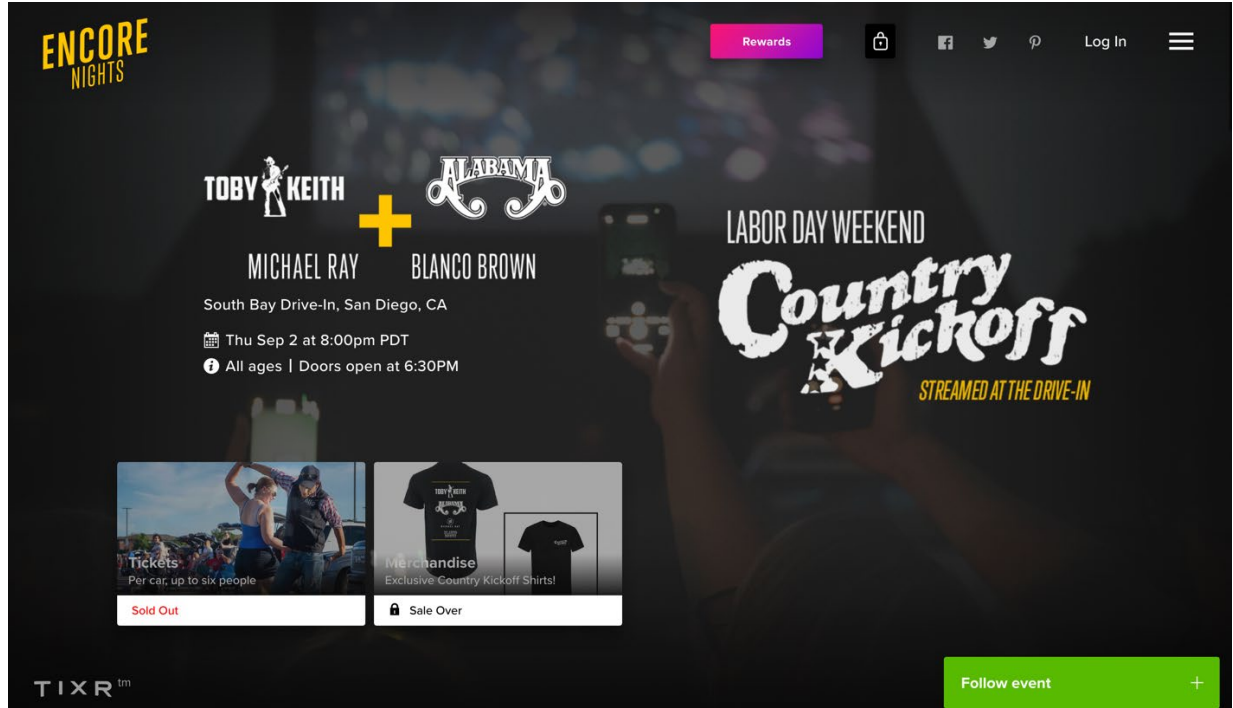 ENCORE
NIGHTS
Rewards
Log In
TOBY KEITH
ALABAMA
MICHAEL RAY
BLANCO BROWN
South Bay Drive-In, San Diego, CA
Thu Sep 2 at 8:00pm PDT
All ages | Doors open at 6:30PM
LABOR DAY WEEKEND
Country
Kickoff
STREAMED AT THE DRIVE-IN
Tickets
Per car, up to six people
Sold Out
TOBY KEITH
ALABAMA
Merchandise
Exclusive Country Kickoff Shirts!
Sale Over
TIXR tm
Follow event